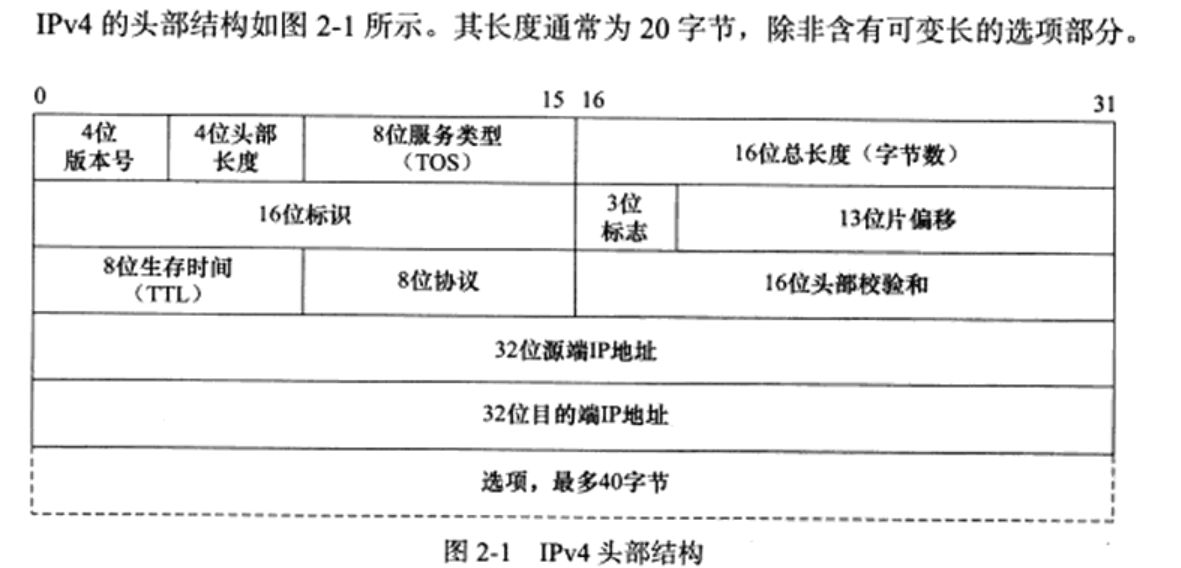 IPv4 的头部结构如图 2-1 所示。其长度通常为 20 字节，除非含有可变长的选项部分。
0 15 16 31
4位 版本号
4位头部 长度
8位服务类型 （TOS）
16位总长度（字节数）
16位标识
3位 标志
13位片偏移
8位生存时间 （TTL）
8位协议
16位头部校验和
32位源端IP地址
32位目的端IP地址
选项，最多40字节
图 2-1 IPv4 头部结构